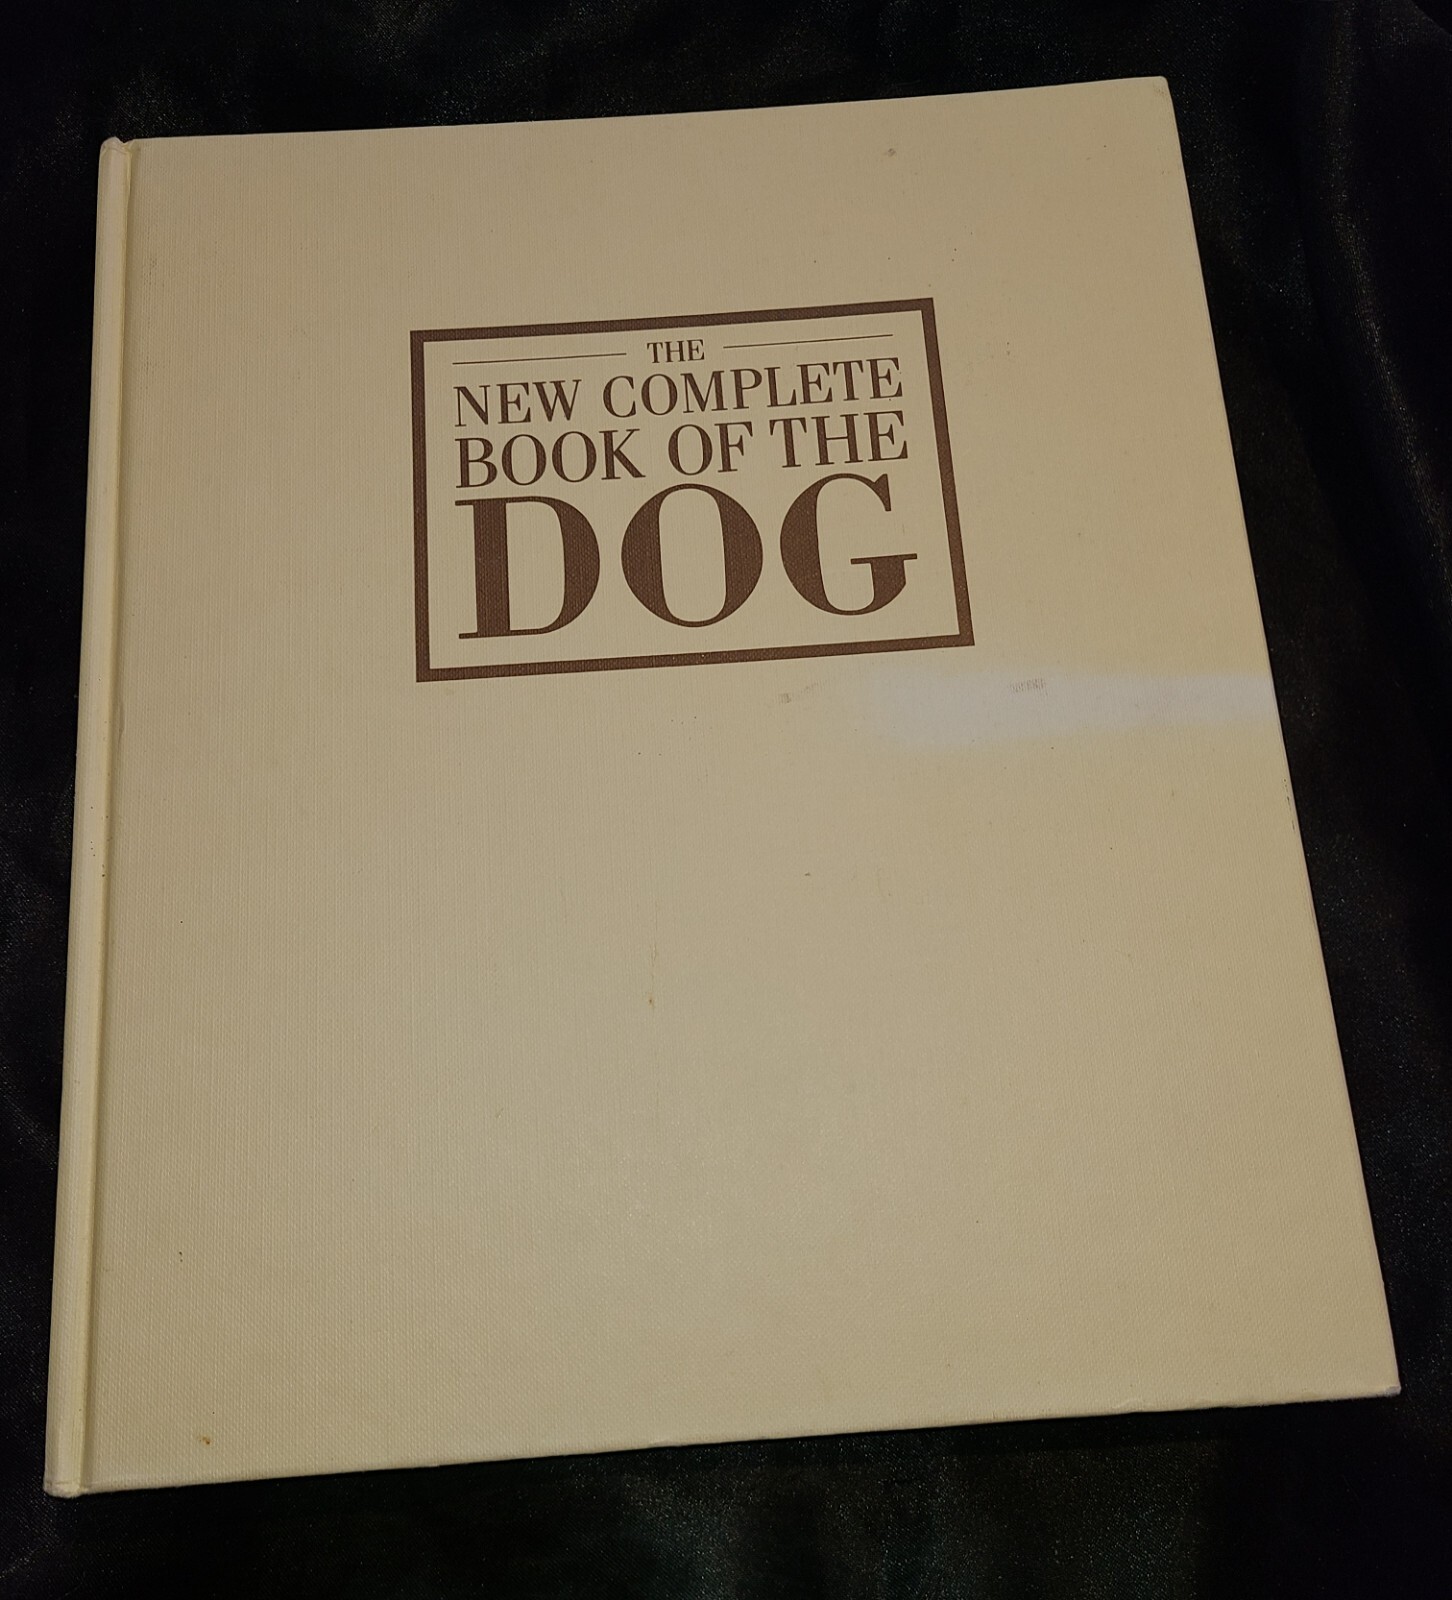 THE
NEW COMPLETE
BOOK OF THE
DOG